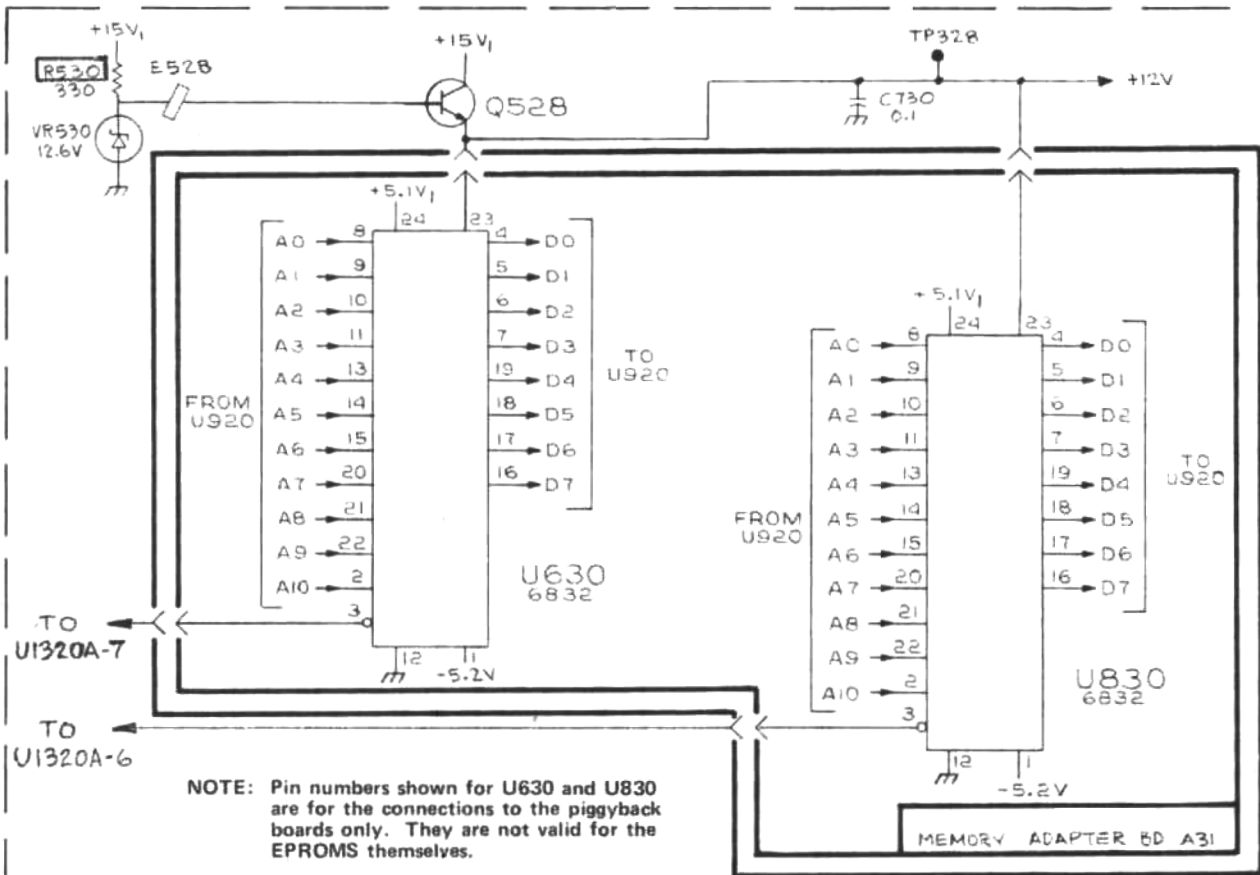 +15V1
R530
330
E528
VR530
12.6V
+15V1
Q528
TP328
C730
0.1
+12V
+5.1V1
24
23
FROM
U920
A0 8
A1 9
A2 10
A3 11
A4 13
A5 14
A6 15
A7 20
A8 21
A9 22
A10 2
3
4 D0
5 D1
6 D2
7 D3
19 D4
18 D5
17 D6
16 D7
TO
U920
U630
6832
12
1
-5.2V
TO
U1320A-7
+5.1V1
24
23
FROM
U920
A0 8
A1 9
A2 10
A3 11
A4 13
A5 14
A6 15
A7 20
A8 21
A9 22
A10 2
3
4 D0
5 D1
6 D2
7 D3
19 D4
18 D5
17 D6
16 D7
TO
U920
U830
6832
12
1
-5.2V
TO
U1320A-6
NOTE: Pin numbers shown for U630 and U830
are for the connections to the piggyback
boards only. They are not valid for the
EPROMS themselves.
MEMORY ADAPTER BD A31